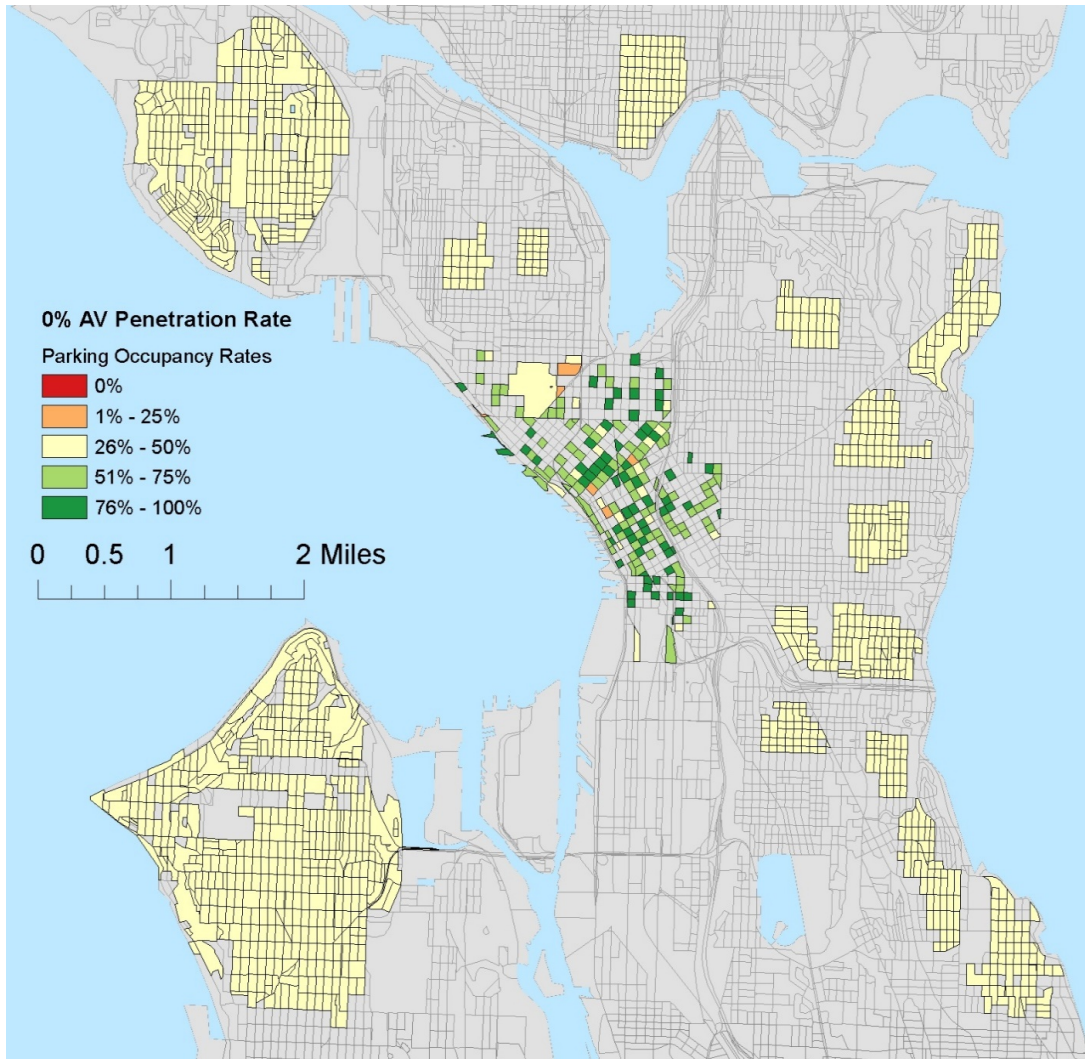 0% AV Penetration Rate
Parking Occupancy Rates
0%
1% - 25%
26% - 50%
51% - 75%
76% - 100%
0 0.5 1 2 Miles